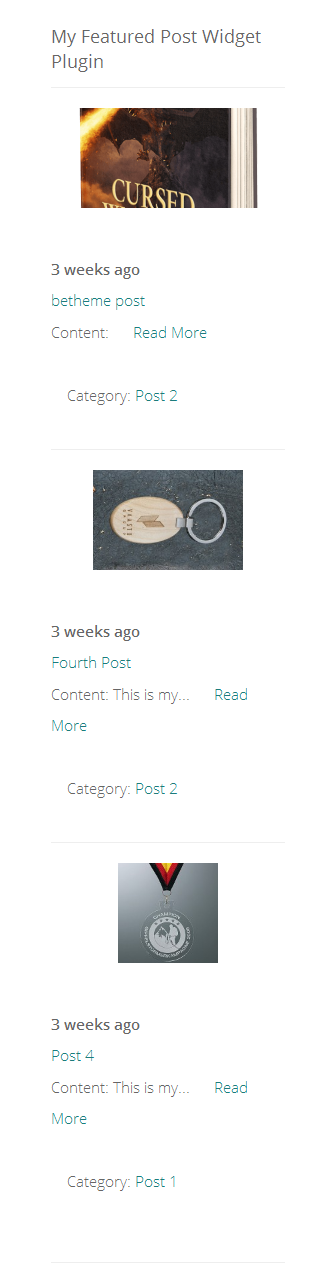 My Featured Post Widget
Plugin
CURSED
3 weeks ago
betheme post
Content: Read More
Category: Post 2
3 weeks ago
Fourth Post
Content: This is my... Read
More
Category: Post 2
CHAMPION
3 weeks ago
Post 4
Content: This is my... Read
More
Category: Post 1